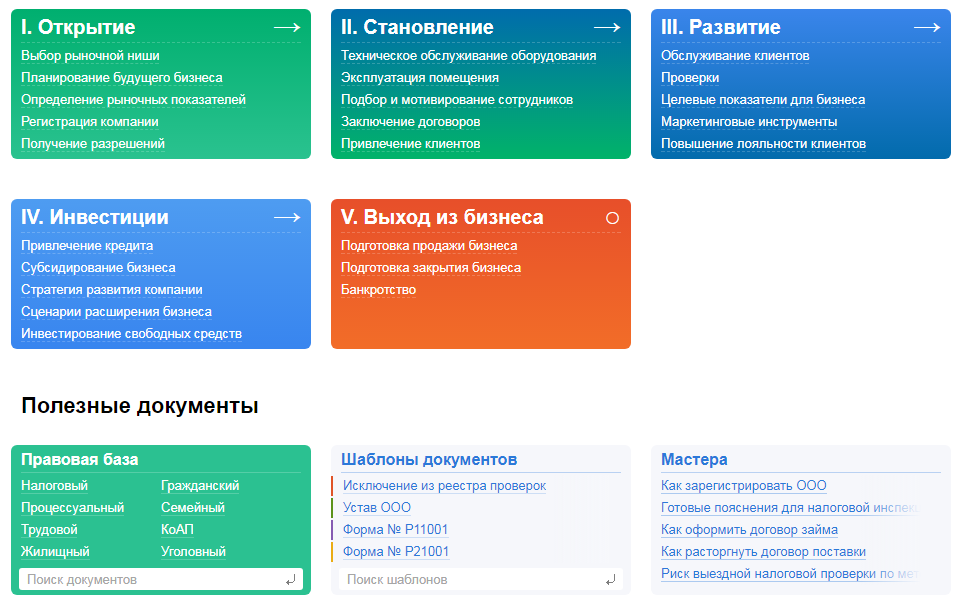 I. Открытие
Выбор рыночной ниши
Планирование будущего бизнеса
Определение рыночных показателей
Регистрация компании
Получение разрешений
II. Становление
Техническое обслуживание оборудования
Эксплуатация помещения
Подбор и мотивирование сотрудников
Заключение договоров
Привлечение клиентов
III. Развитие
Обслуживание клиентов
Проверки
Целевые показатели для бизнеса
Маркетинговые инструменты
Повышение лояльности клиентов
IV. Инвестиции
Привлечение кредита
Субсидирование бизнеса
Стратегия развития компании
Сценарии расширения бизнеса
Инвестирование свободных средств
V. Выход из бизнеса
Подготовка продажи бизнеса
Подготовка закрытия бизнеса
Банкротство
Полезные документы
Правовая база
Налоговый Гражданский
Процессуальный Семейный
Трудовой КоАП
Жилищный Уголовный
Поиск документов
Шаблоны документов
Исключение из реестра проверок
Устав ООО
Форма № Р11001
Форма № Р21001
Поиск шаблонов
Мастера
Как зарегистрировать ООО
Готовые пояснения для налоговой
Как оформить договор займа
Как расторгнуть договор поставки
Риск выездной налоговой проверки по